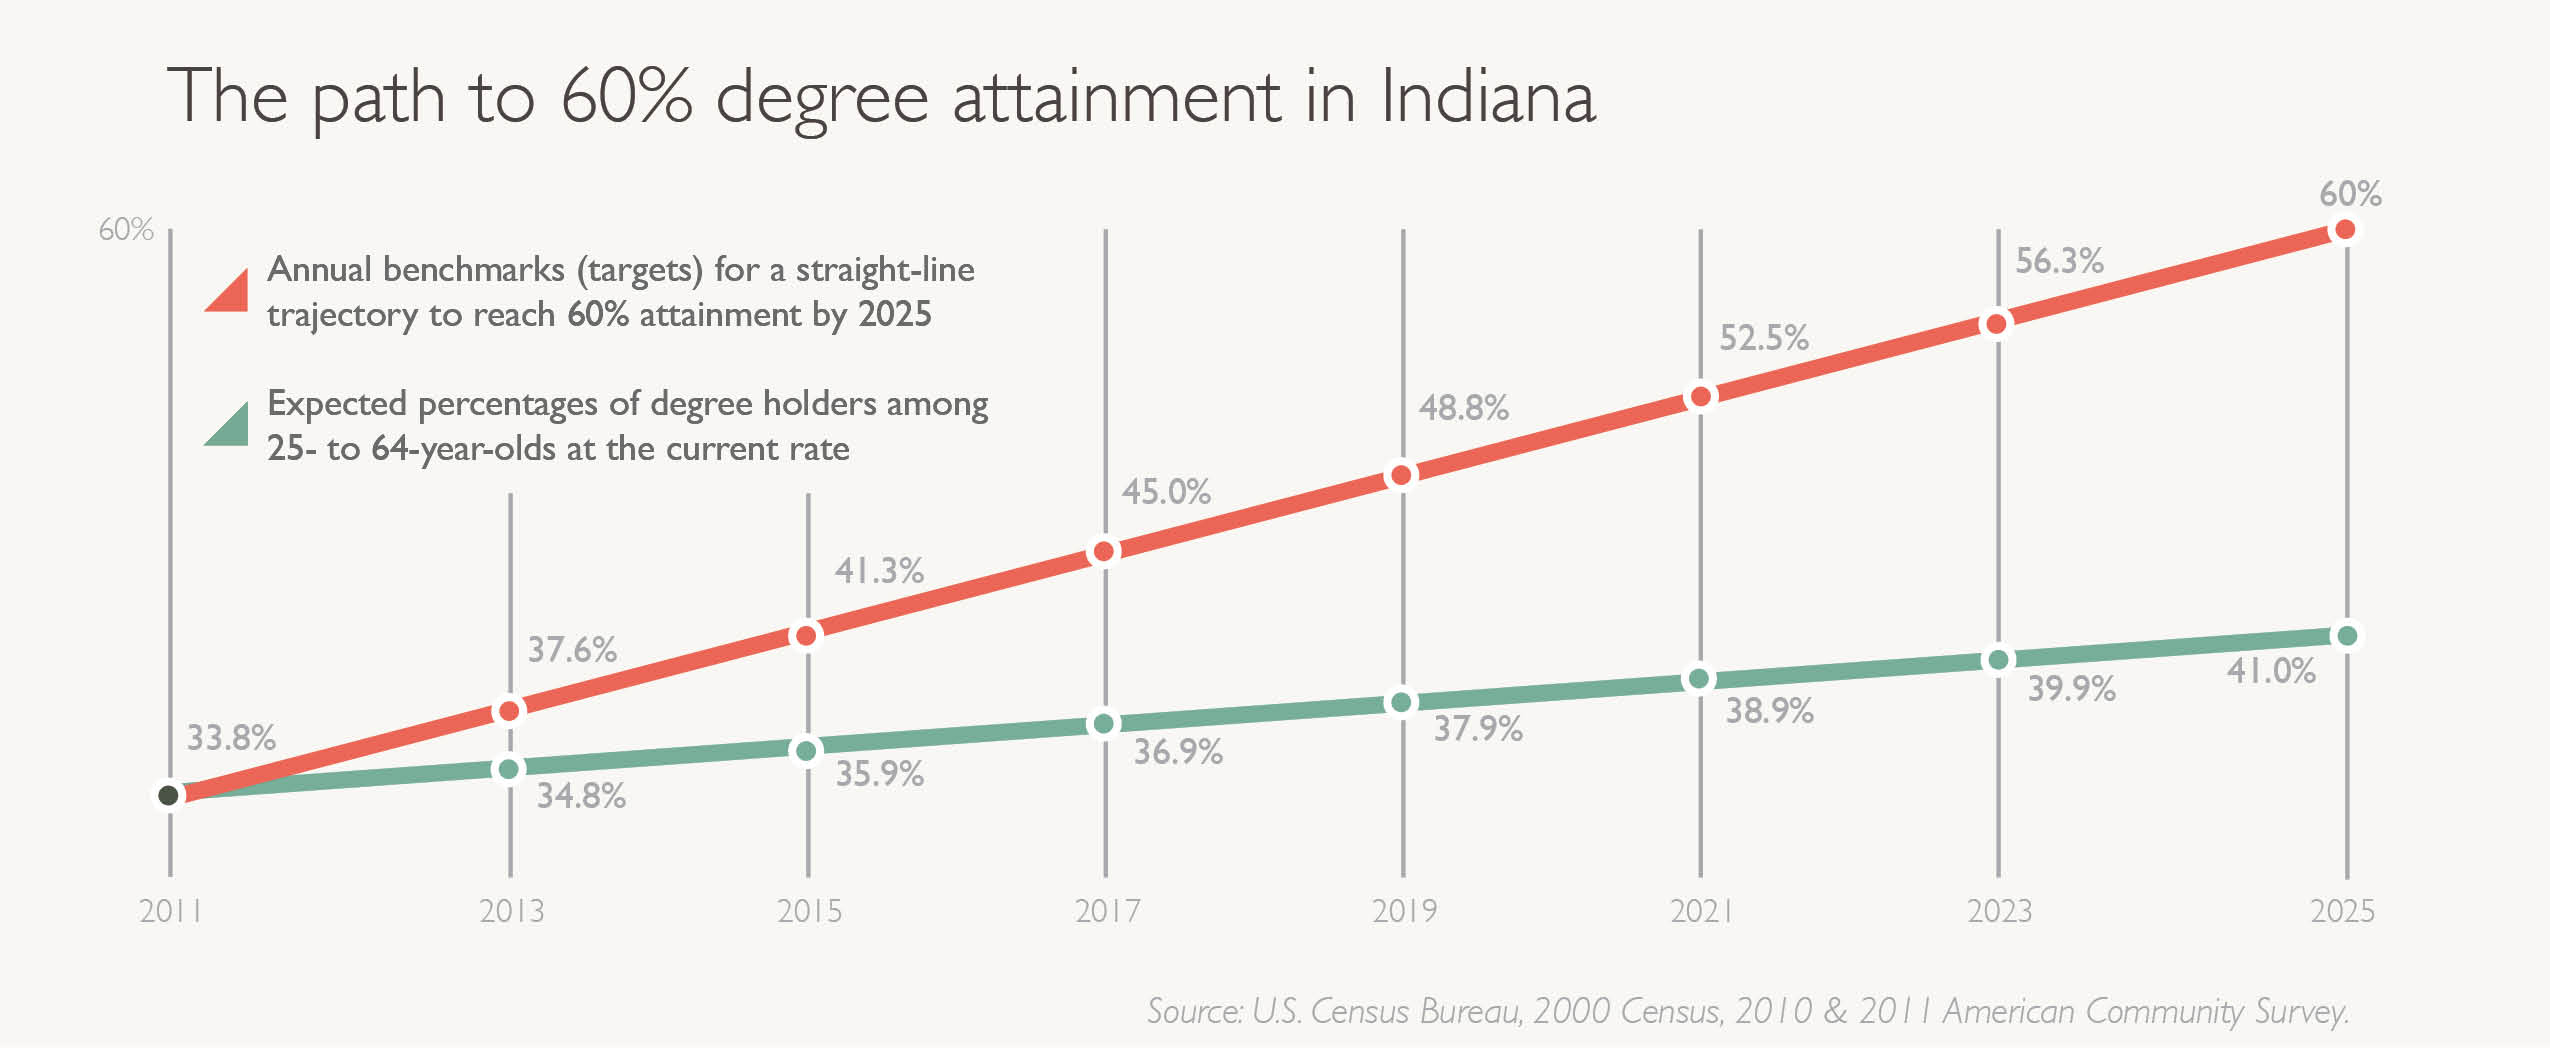 The path to 60% degree attainment in Indiana
60%
60%
Annual benchmarks (targets) for a straight-line
trajectory to reach 60% attainment by 2025
56.3%
52.5%
Expected percentages of degree holders among
25- to 64-year-olds at the current rate
48.8%
45.0%
41.3%
37.6%
33.8%
41.0%
39.9%
38.9%
37.9%
36.9%
35.9%
34.8%
2011 2013 2015 2017 2019 2021 2023 2025
Source: U.S. Census Bureau, 2000 Census, 2010 & 2011 American Community Survey.